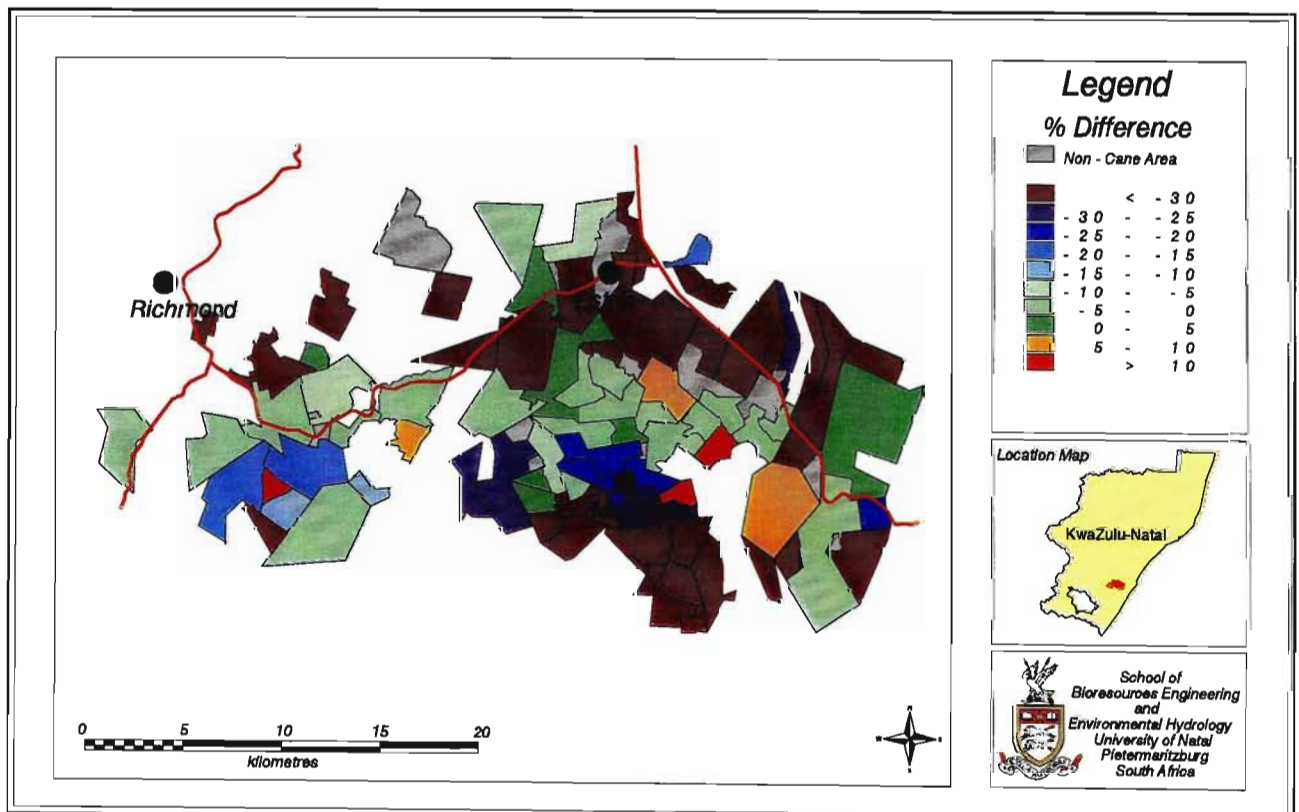 Richmond
0 5 10 15 20
kilometres
Legend
% Difference
Non - Cane Area
< - 30
- 30 - - 25
- 25 - - 20
- 20 - - 15
- 15 - - 10
- 10 - - 5
- 5 - 0
0 - 5
5 - 10
> 10
Location Map
KwaZulu-Natal
School of
Bioresources Engineering
and
Environmental Hydrology
University of Natal
Pietermaritzburg
South Africa